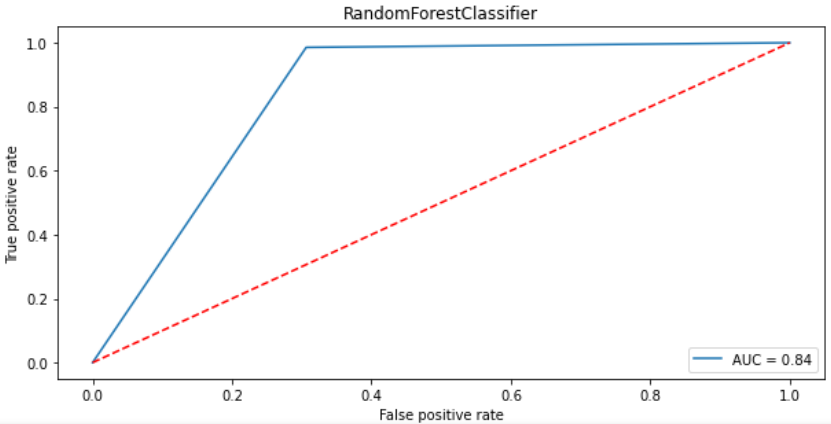 RandomForestClassifier
1.0
0.8
0.6
0.4
0.2
0.0
True positive rate
0.0 0.2 0.4 0.6 0.8 1.0
False positive rate
AUC = 0.84